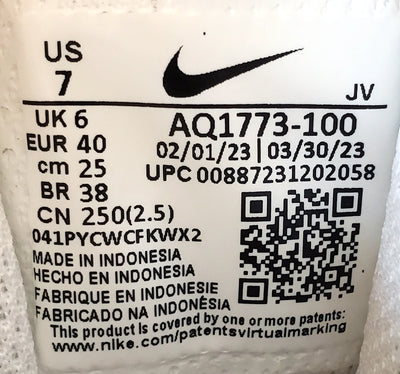 US
7
JV
UK 6
EUR 40
cm 25
BR 38
CN 250(2.5)
AQ1773-100
02/01/23 | 03/30/23
UPC 00887231202058
041PYCWCFKWX2
MADE IN INDONESIA
HECHO EN INDONESIA
FABRIQUE EN INDONESIE
FABRICADO NA INDONÉSIA
This product is covered by one or more patents:
www.nike.com/patentsvirtualmarking